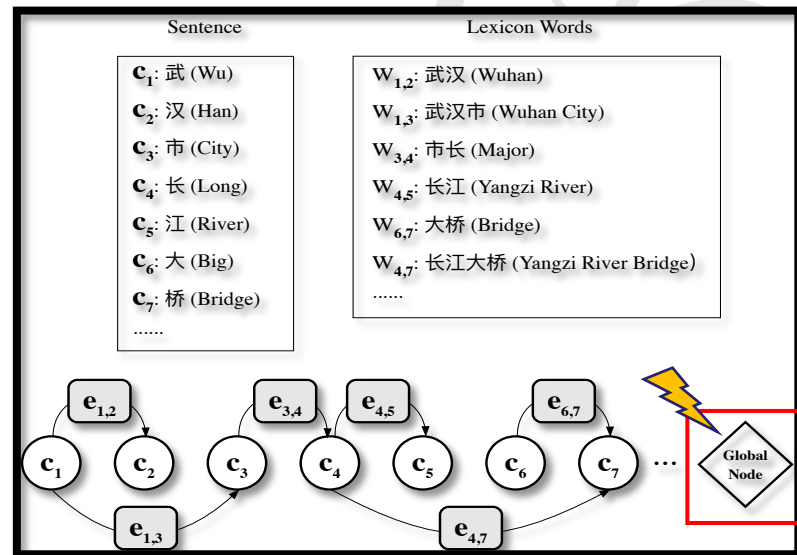 Sentence
c1: 武 (Wu)
c2: 汉 (Han)
c3: 市 (City)
c4: 长 (Long)
c5: 江 (River)
c6: 大 (Big)
c7: 桥 (Bridge)
......
Lexicon Words
w1,2: 武汉 (Wuhan)
w1,3: 武汉市 (Wuhan City)
w3,4: 市长 (Major)
w4,5: 长江 (Yangzi River)
w6,7: 大桥 (Bridge)
w4,7: 长江大桥 (Yangzi River Bridge)
......
e1,2 e3,4 e4,5 e6,7
c1 c2 c3 c4 c5 c6 c7 ... Global
Node
e1,3 e4,7